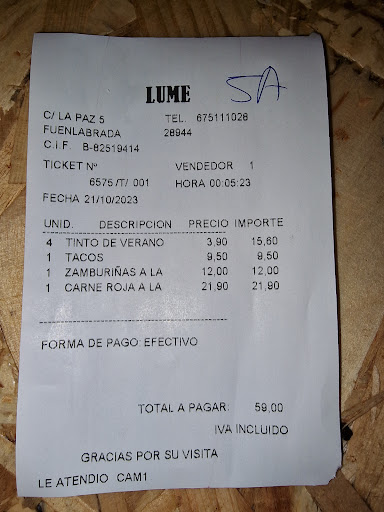 LUME
5A
C/ LA PAZ 5 TEL. 675111026
FUENLABRADA 28944
C.I.F. B-82519414
TICKET Nº VENDEDOR 1
6575 /T/ 001 HORA 00:05:23
FECHA 21/10/2023
UNID. DESCRIPCION PRECIO IMPORTE
4 TINTO DE VERANO 3,90 15,60
1 TACOS 9,50 9,50
1 ZAMBURIÑAS A LA 12,00 12,00
1 CARNE ROJA A LA 21,90 21,90
FORMA DE PAGO: EFECTIVO
TOTAL A PAGAR: 59,00
IVA INCLUIDO
GRACIAS POR SU VISITA
LE ATENDIO CAM1